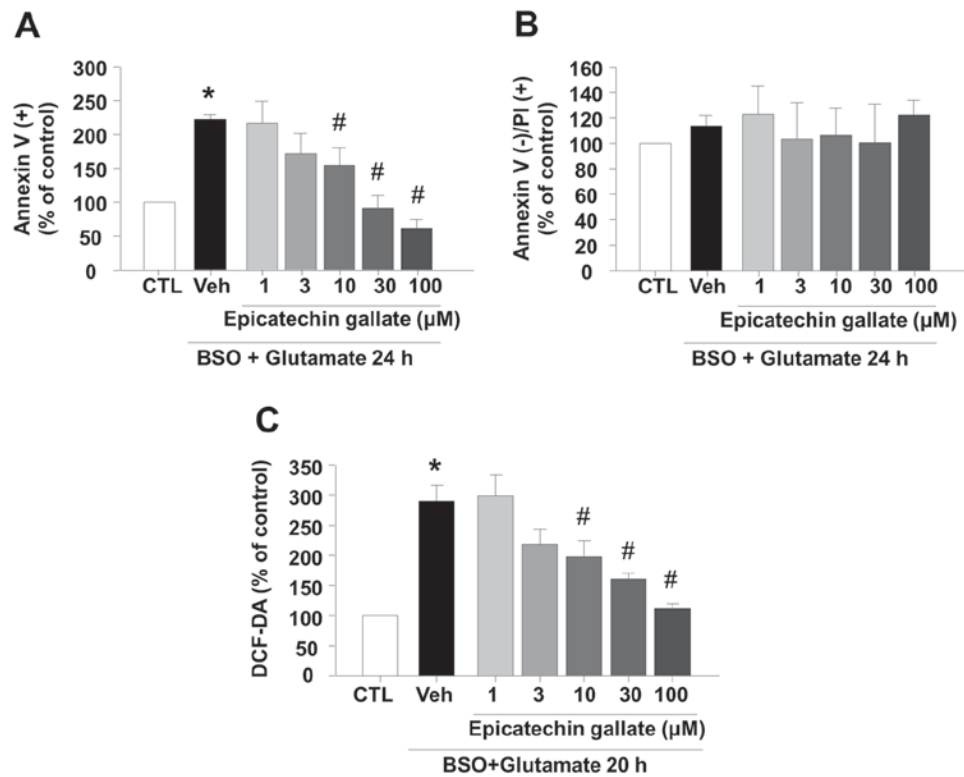 A
Annexin V (+)
(% of control)
300
250
200
150
100
50
0
*
#
#
#
CTL Veh 1 3 10 30 100
Epicatechin gallate (µM)
BSO + Glutamate 24 h
B
Annexin V (-)/PI (+)
(% of control)
160
140
120
100
80
60
40
20
0
CTL Veh 1 3 10 30 100
Epicatechin gallate (µM)
BSO + Glutamate 24 h
C
DCF-DA (% of control)
350
300
250
200
150
100
50
0
*
#
#
#
CTL Veh 1 3 10 30 100
Epicatechin gallate (µM)
BSO+Glutamate 20 h